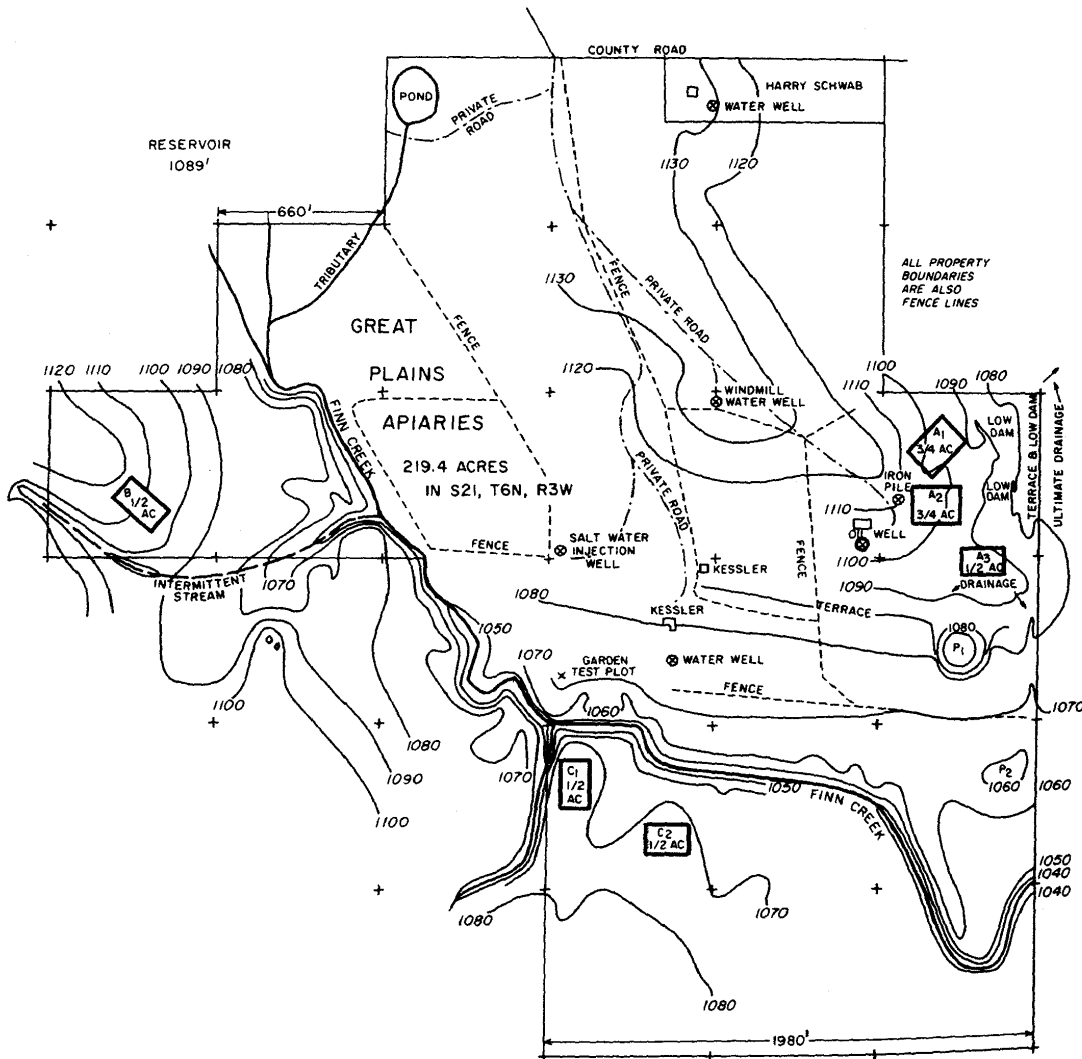 COUNTY ROAD
HARRY SCHWAB
WATER WELL
POND
PRIVATE
ROAD
RESERVOIR
1089'
1130
1120
660'
TRIBUTARY
ALL PROPERTY
BOUNDARIES
ARE ALSO
FENCE LINES
FENCE
PRIVATE ROAD
1130
GREAT
FENCE
PLAINS
APIARIES
219.4 ACRES
IN S21, T6N, R3W
1120
1110
1100
1090
1080
FINN CREEK
1120
WINDMILL
WATER WELL
1110
1100
1090
1080
LOW
DAM
LOW
DAM
TERRACE & LOW DAM
ULTIMATE DRAINAGE
A1
3/4 AC
A2
3/4 AC
IRON
PILE
1110
OIL
WELL
1100
A3
1/2 AC
DRAINAGE
1090
B
1/2
AC
PRIVATE ROAD
FENCE
SALT WATER
INJECTION
WELL
FENCE
KESSLER
INTERMITTENT
STREAM
1070
1080
KESSLER
TERRACE
1080
P1
1050
1070
GARDEN
TEST PLOT
WATER WELL
FENCE
1070
1100
1060
1080
1090
1100
1070
C1
1/2
AC
C2
1/2 AC
1050
FINN CREEK
P2
1060
1060
1050
1040
1040
1080
1070
1080
1980'